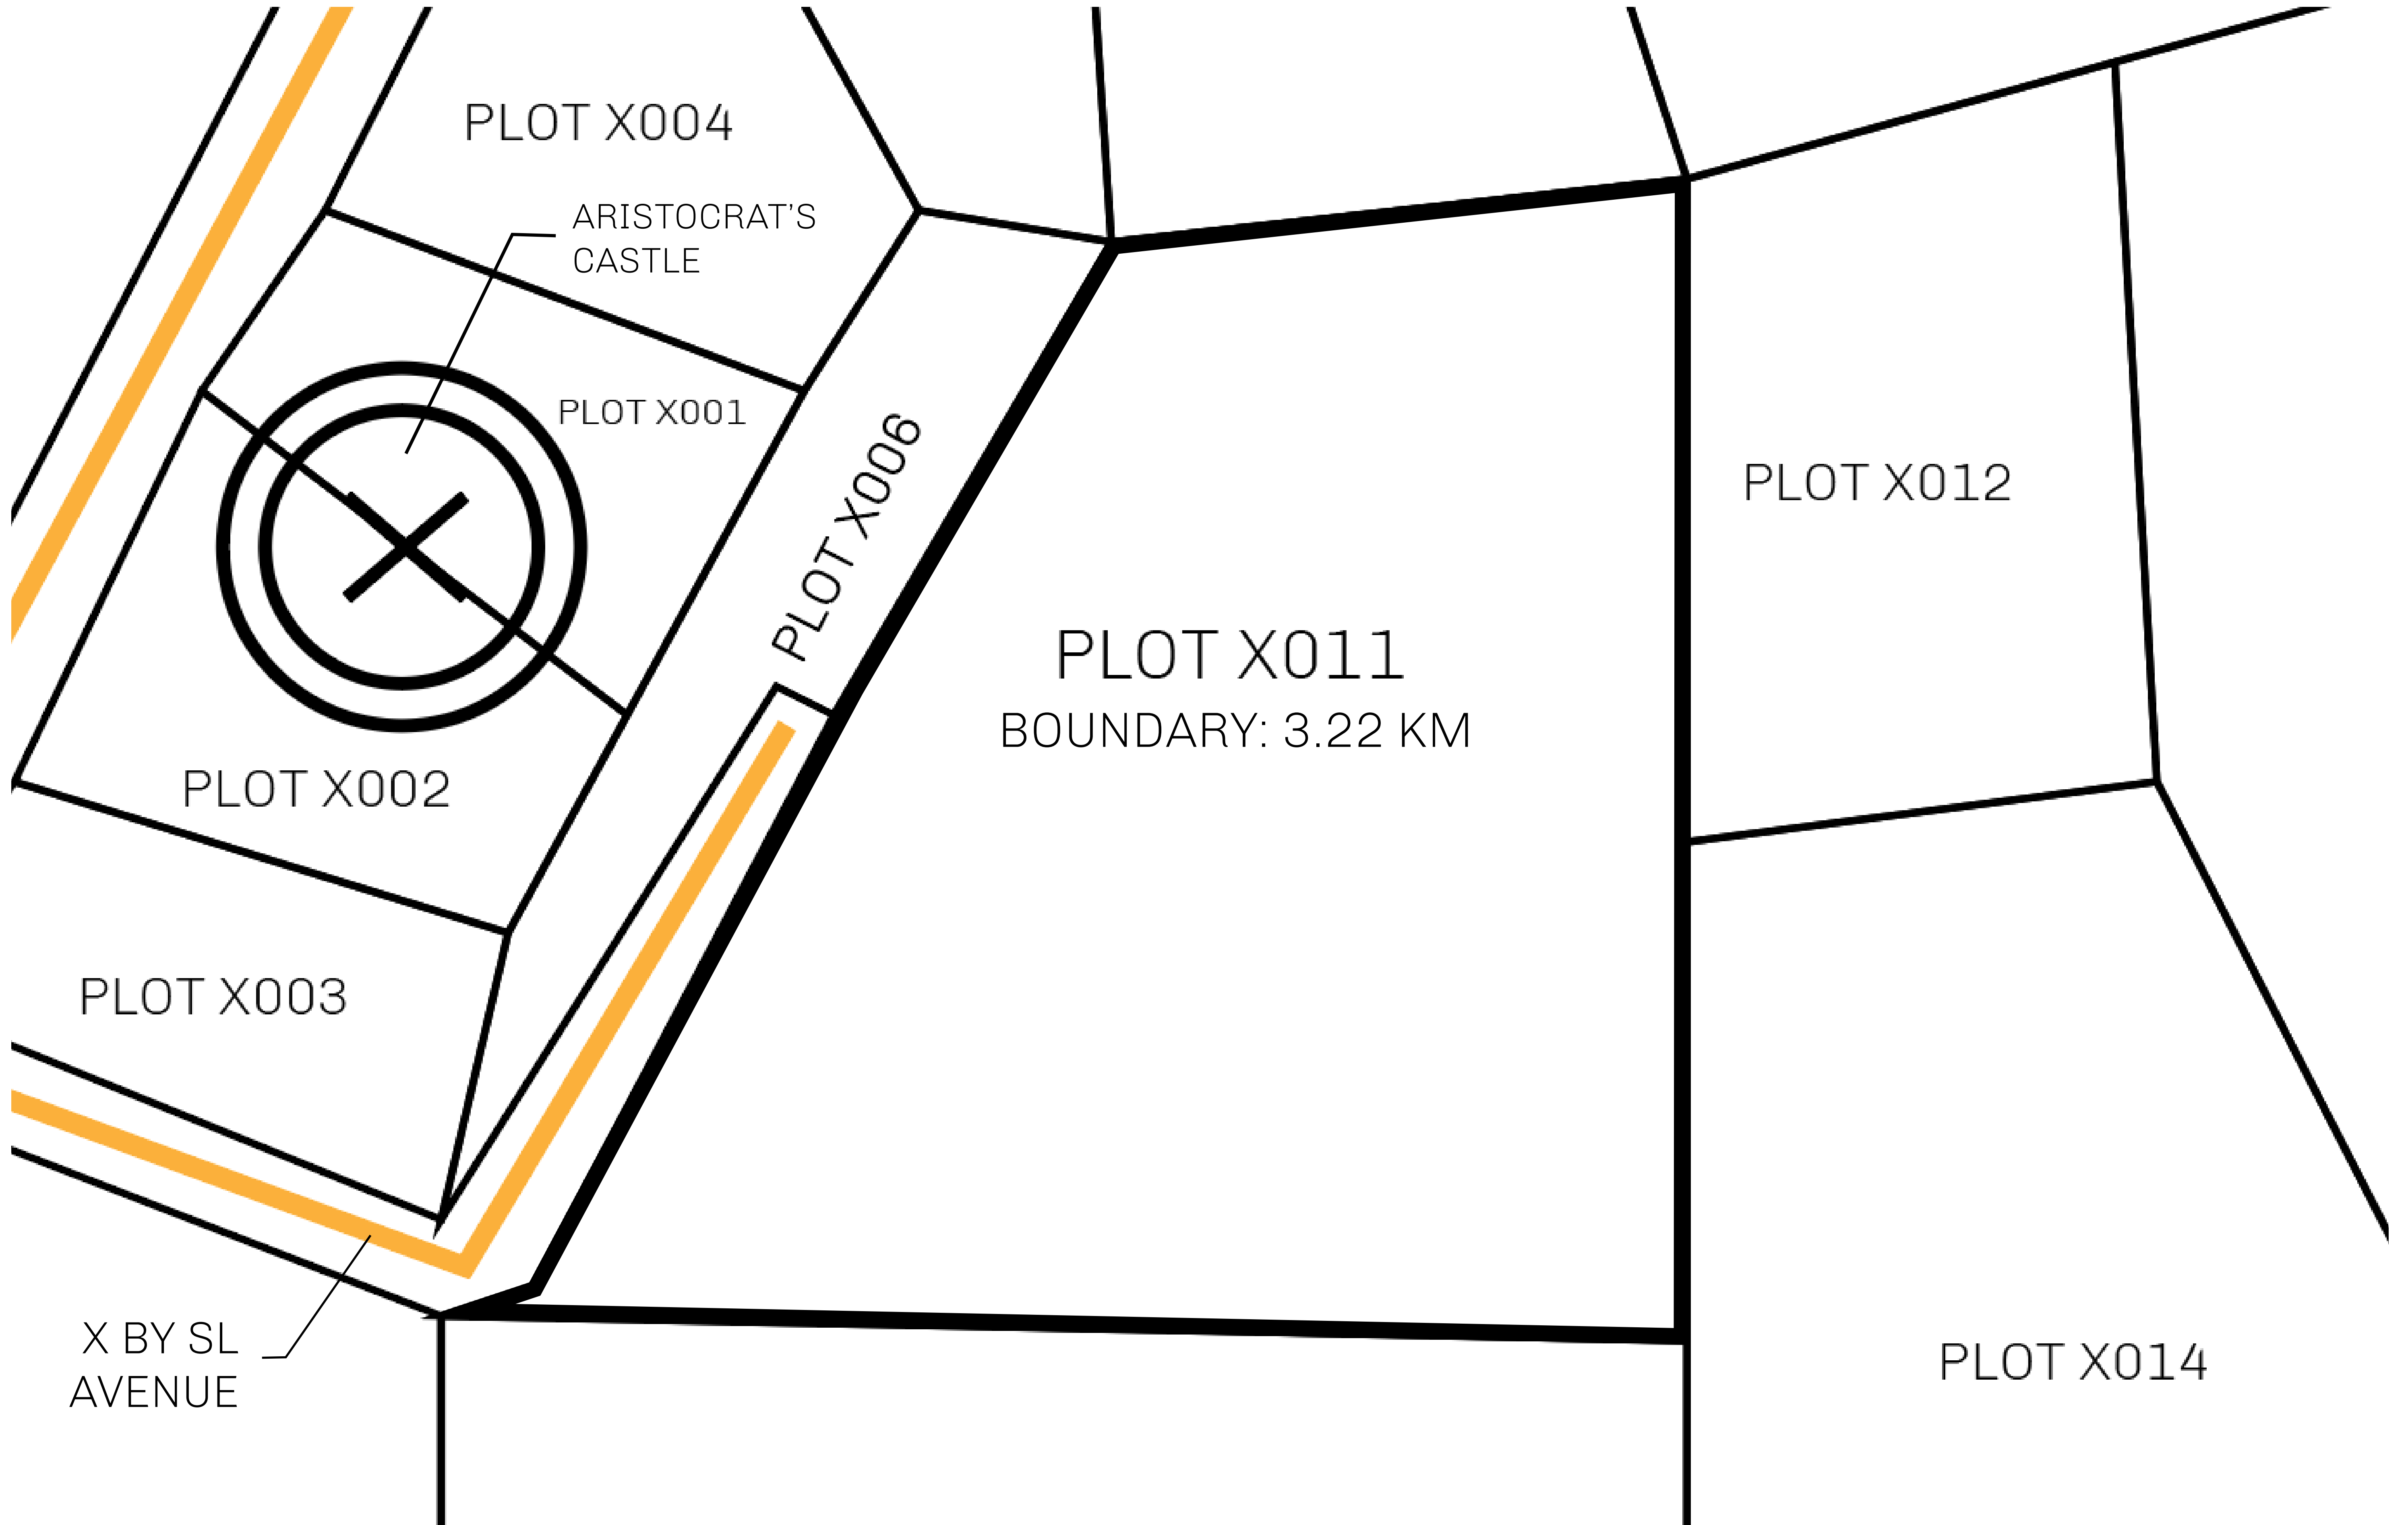 PLOT X004
ARISTOCRAT'S
CASTLE
PLOT X001
PLOT X006
PLOT X012
PLOT X011
BOUNDARY: 3.22 KM
PLOT X002
PLOT X003
X BY SL
AVENUE
PLOT X014